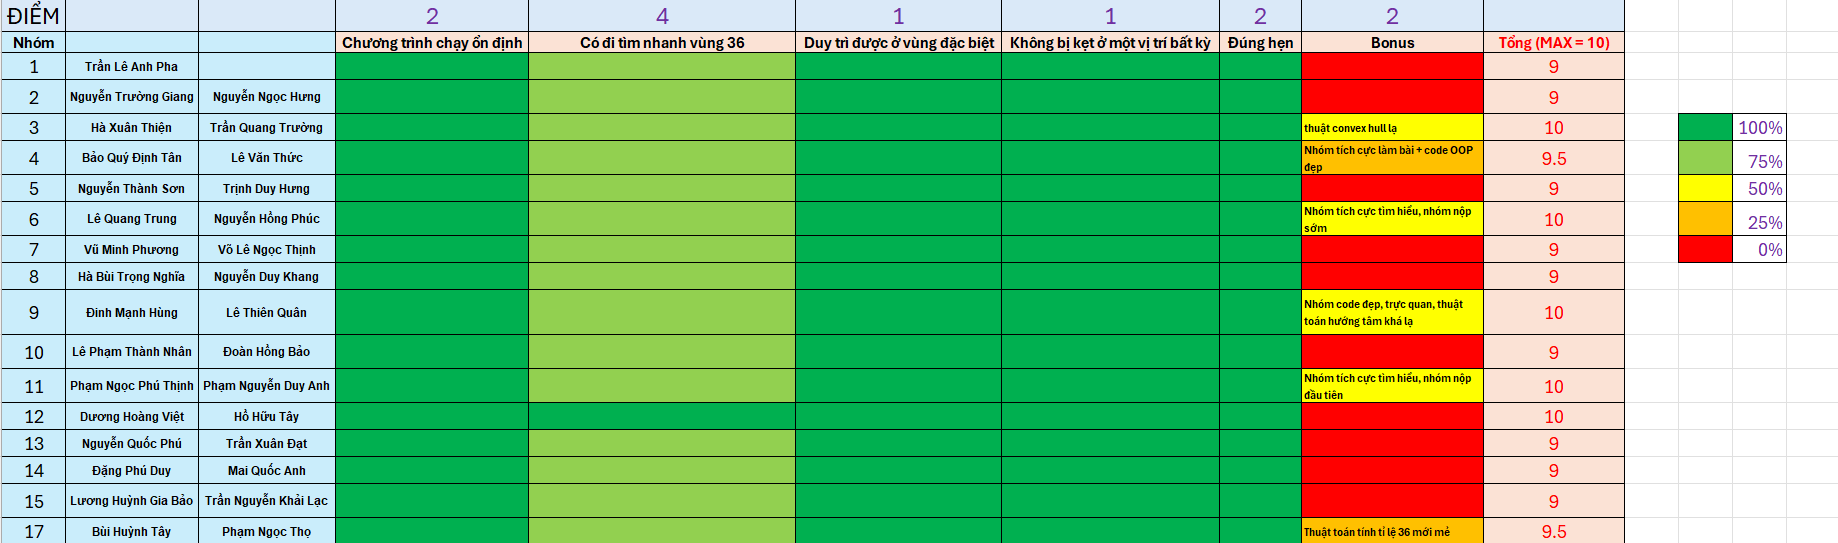 ĐIỂM 2 4 1 1 2 2
Nhóm Chương trình chạy ổn định Có đi tìm nhanh vùng 36 Duy trì được ở vùng đặc biệt Không bị kẹt ở một vị trí bất kỳ Đúng hẹn Bonus Tổng (MAX = 10)
1 Trần Lê Anh Pha 9
2 Nguyễn Trường Giang Nguyễn Ngọc Hưng 9
3 Hà Xuân Thiện Trần Quang Trường thuật convex hull lạ 10 100%
4 Bảo Quý Định Tân Lê Văn Thức Nhóm tích cực làm bài + code OOP
đẹp 9.5 75%
5 Nguyễn Thành Sơn Trịnh Duy Hưng 9 50%
6 Lê Quang Trung Nguyễn Hồng Phúc Nhóm tích cực tìm hiểu, nhóm nộp
sớm 10 25%
7 Vũ Minh Phương Võ Lê Ngọc Thịnh 9 0%
8 Hà Bùi Trọng Nghĩa Nguyễn Duy Khang 9
9 Đinh Mạnh Hùng Lê Thiên Quân Nhóm code đẹp, trực quan, thuật
toán hướng tâm khá lạ 10
10 Lê Phạm Thành Nhân Đoàn Hồng Bảo 9
11 Phạm Ngọc Phú Thịnh Phạm Nguyễn Duy Anh Nhóm tích cực tìm hiểu, nhóm nộp
đầu tiên 10
12 Dương Hoàng Việt Hồ Hữu Tây 10
13 Nguyễn Quốc Phú Trần Xuân Đạt 9
14 Đặng Phú Duy Mai Quốc Anh 9
15 Lương Huỳnh Gia Bảo Trần Nguyễn Khải Lạc 9
17 Bùi Huỳnh Tây Phạm Ngọc Thọ Thuật toán tính tỉ lệ 36 mới mẻ 9.5